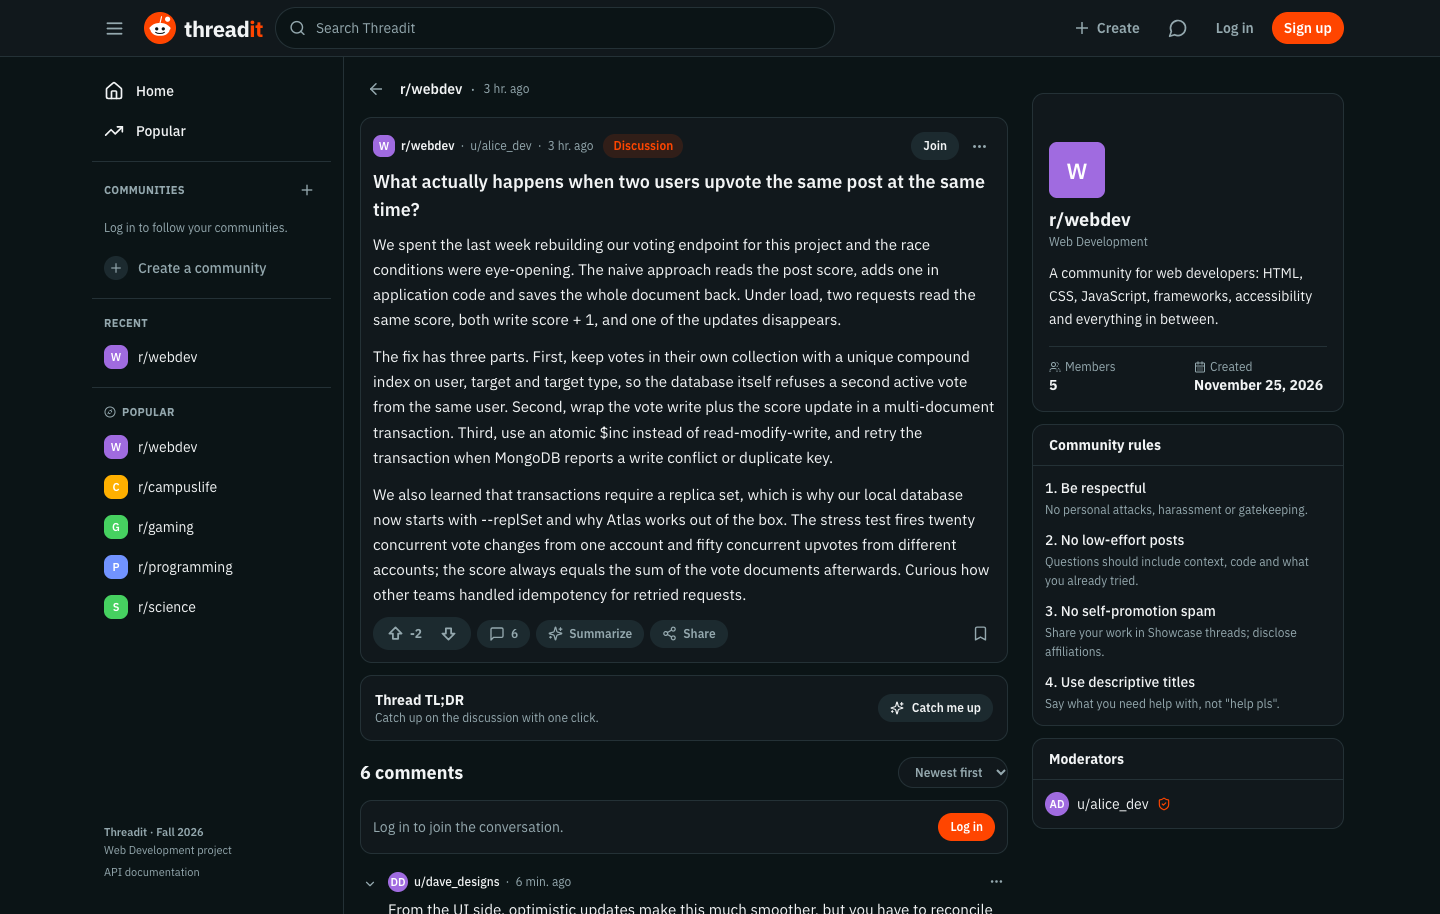 threadit
Search Threadit
Create
Log in
Sign up
Home
Popular
COMMUNITIES
Log in to follow your communities.
Create a community
RECENT
W r/webdev
POPULAR
W r/webdev
C r/campuslife
G r/gaming
P r/programming
S r/science
Threadit · Fall 2026
Web Development project
API documentation
r/webdev · 3 hr. ago
W r/webdev · u/alice_dev · 3 hr. ago Discussion
Join
What actually happens when two users upvote the same post at the same
time?
We spent the last week rebuilding our voting endpoint for this project and the race
conditions were eye-opening. The naive approach reads the post score, adds one in
application code and saves the whole document back. Under load, two requests read the
same score, both write score + 1, and one of the updates disappears.
The fix has three parts. First, keep votes in their own collection with a unique compound
index on user, target and target type, so the database itself refuses a second active vote
from the same user. Second, wrap the vote write plus the score update in a multi-document
transaction. Third, use an atomic $inc instead of read-modify-write, and retry the
transaction when MongoDB reports a write conflict or duplicate key.
We also learned that transactions require a replica set, which is why our local database
now starts with --replSet and why Atlas works out of the box. The stress test fires twenty
concurrent vote changes from one account and fifty concurrent upvotes from different
accounts; the score always equals the sum of the vote documents afterwards. Curious how
other teams handled idempotency for retried requests.
-2
6
Summarize
Share
Thread TL;DR
Catch up on the discussion with one click.
Catch me up
6 comments
Newest first
Log in to join the conversation.
Log in
DD u/dave_designs · 6 min. ago
From the UI side, optimistic updates make this much smoother, but you have to reconcile
W
r/webdev
Web Development
A community for web developers: HTML,
CSS, JavaScript, frameworks, accessibility
and everything in between.
Members
5
Created
November 25, 2026
Community rules
1. Be respectful
No personal attacks, harassment or gatekeeping.
2. No low-effort posts
Questions should include context, code and what
you already tried.
3. No self-promotion spam
Share your work in Showcase threads; disclose
affiliations.
4. Use descriptive titles
Say what you need help with, not "help pls".
Moderators
AD u/alice_dev